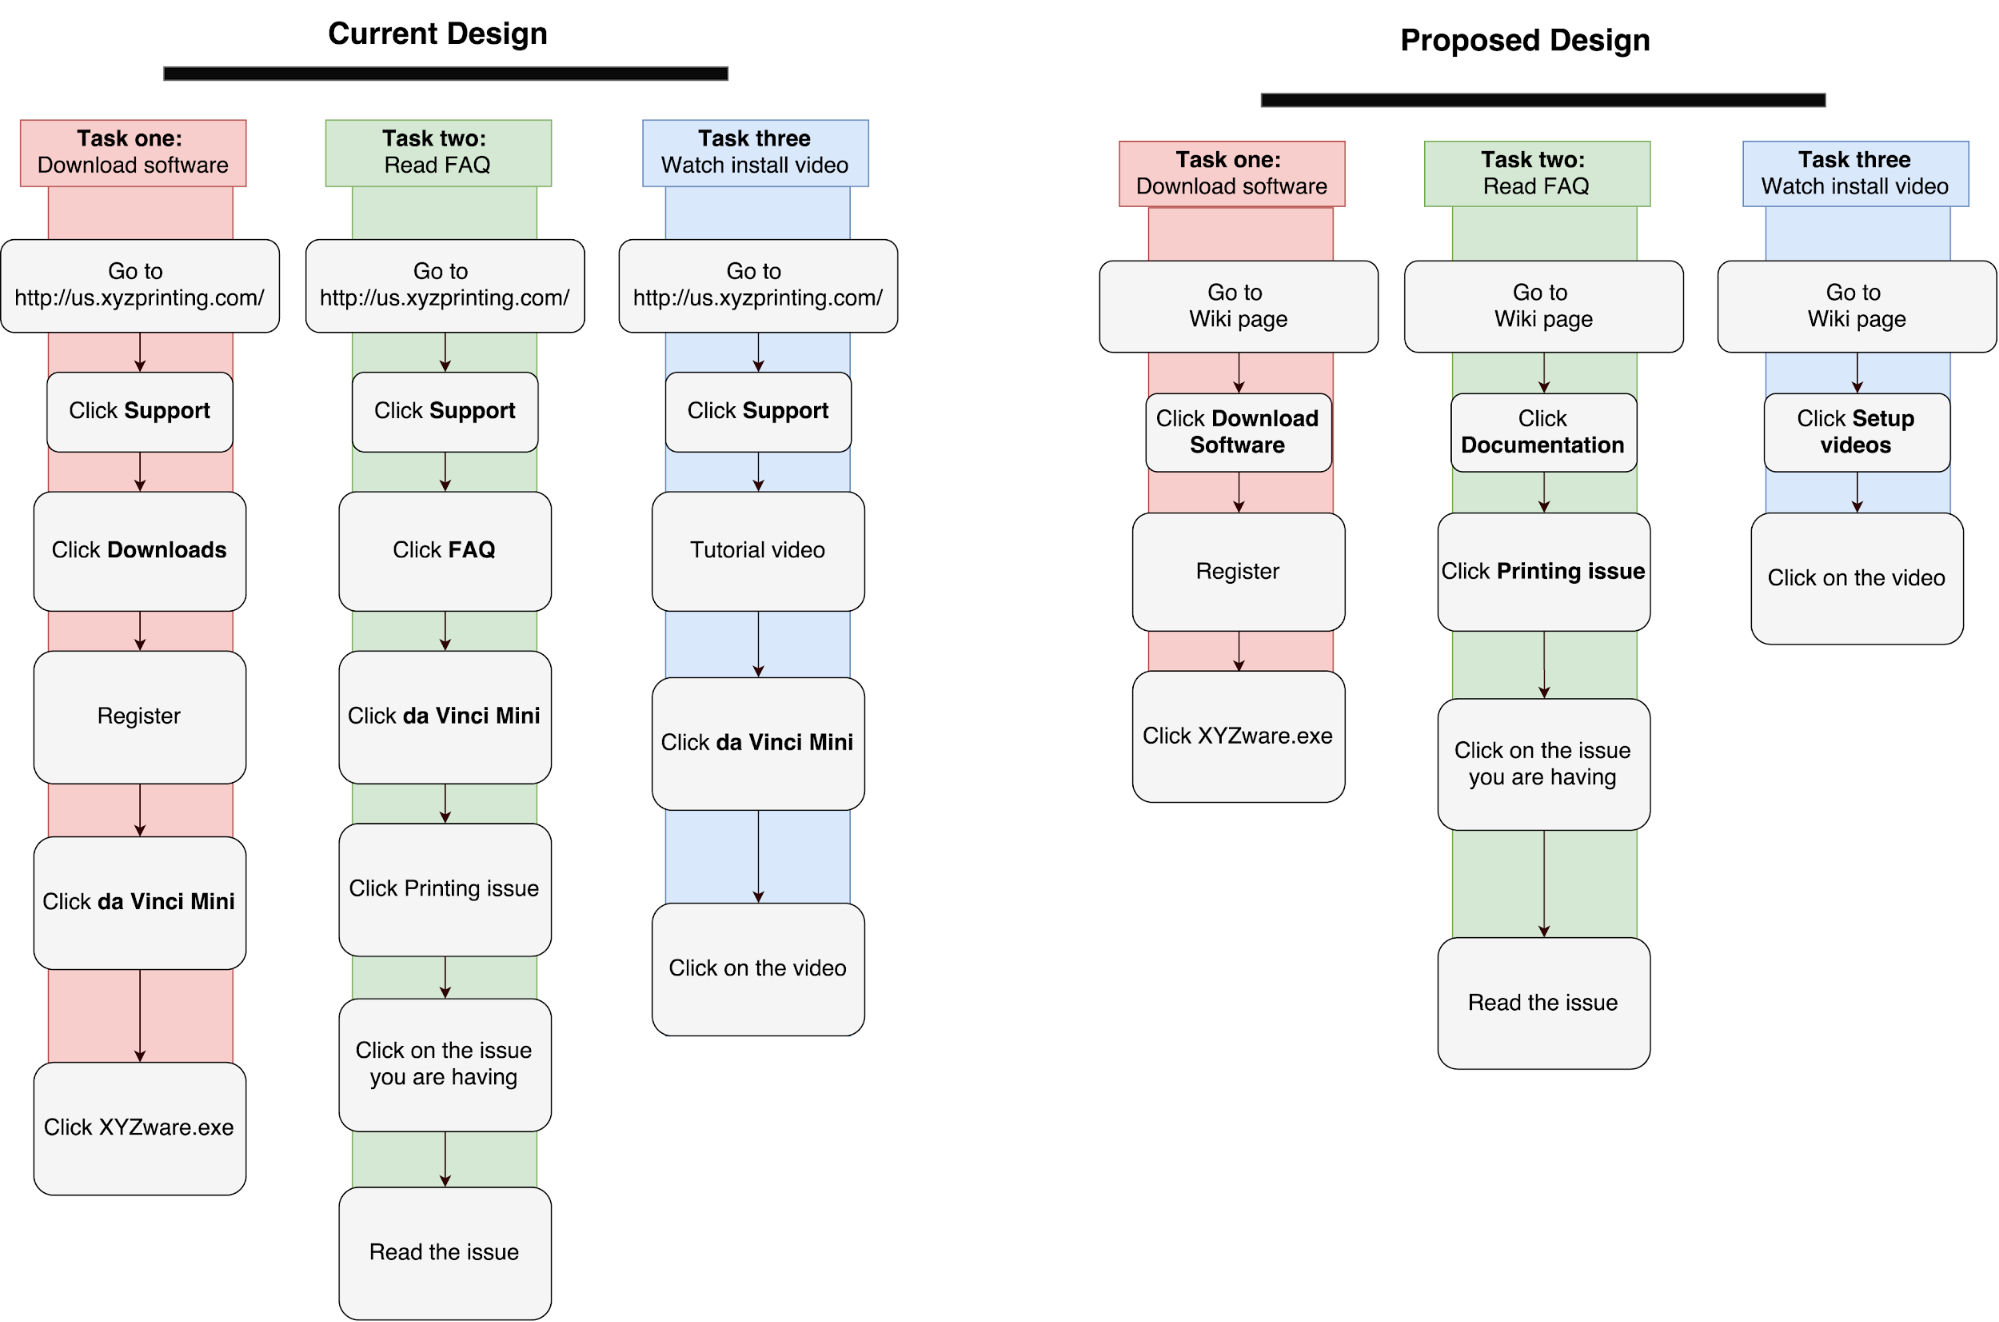 Current Design
Task one:
Download software
Go to
http://us.xyzprinting.com/
Click Support
Click Downloads
Register
Click da Vinci Mini
Click XYZware.exe
Task two:
Read FAQ
Go to
http://us.xyzprinting.com/
Click Support
Click FAQ
Click da Vinci Mini
Click Printing issue
Click on the issue
you are having
Read the issue
Task three
Watch install video
Go to
http://us.xyzprinting.com/
Click Support
Tutorial video
Click da Vinci Mini
Click on the video
Proposed Design
Task one:
Download software
Go to
Wiki page
Click Download
Software
Register
Click XYZware.exe
Task two:
Read FAQ
Go to
Wiki page
Click
Documentation
Click Printing issue
Click on the issue
you are having
Read the issue
Task three
Watch install video
Go to
Wiki page
Click Setup
videos
Click on the video